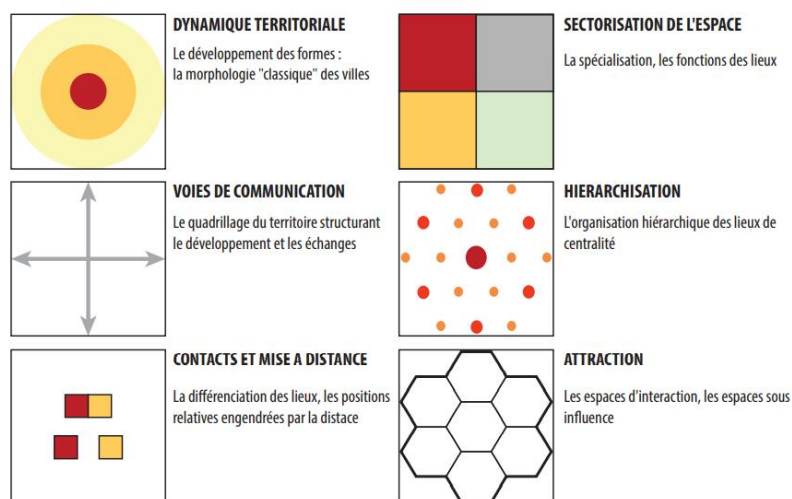 DYNAMIQUE TERRITORIALE
Le développement des formes :
la morphologie "classique" des villes
SECTORISATION DE L'ESPACE
La spécialisation, les fonctions des lieux
VOIES DE COMMUNICATION
Le quadrillage du territoire structurant
le développement et les échanges
HIERARCHISATION
L'organisation hiérarchique des lieux de
centralité
CONTACTS ET MISE A DISTANCE
La différenciation des lieux, les positions
relatives engendrées par la distace
ATTRACTION
Les espaces d'interaction, les espaces sous
influence